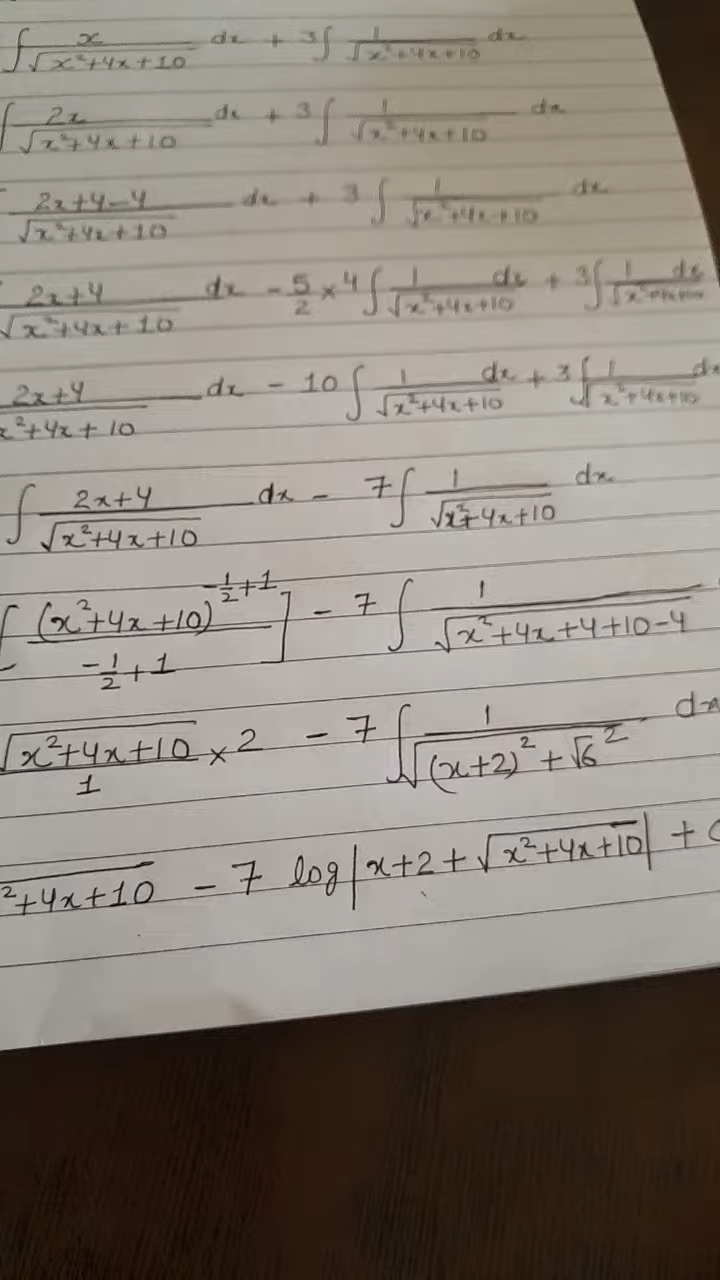 ∫ x/√(x²+4x+10) dx + 3∫ 1/√(x²+4x+10) dx
∫ 2x/√(x²+4x+10) dx + 3∫ 1/√(x²+4x+10) dx
2x+4-4/√(x²+4x+10) dx + 3∫ 1/√(x²+4x+10) dx
2x+4/√(x²+4x+10) dx - 5/2 × 4∫ 1/√(x²+4x+10) dx + 3∫ 1/√(x²+4x+10) dx
2x+4/x²+4x+10 dx - 10∫ 1/√(x²+4x+10) dx + 3∫ 1/√(x²+4x+10) dx
∫ 2x+4/√(x²+4x+10) dx - 7∫ 1/√(x²+4x+10) dx
[(x²+4x+10)^(-1/2+1)/(-1/2+1)] - 7∫ 1/√(x²+4x+4+10-4)
√(x²+4x+10)/1 × 2 - 7∫ 1/√((x+2)²+√6²) dx
²+4x+10 - 7 log|x+2+√(x²+4x+10)| + C